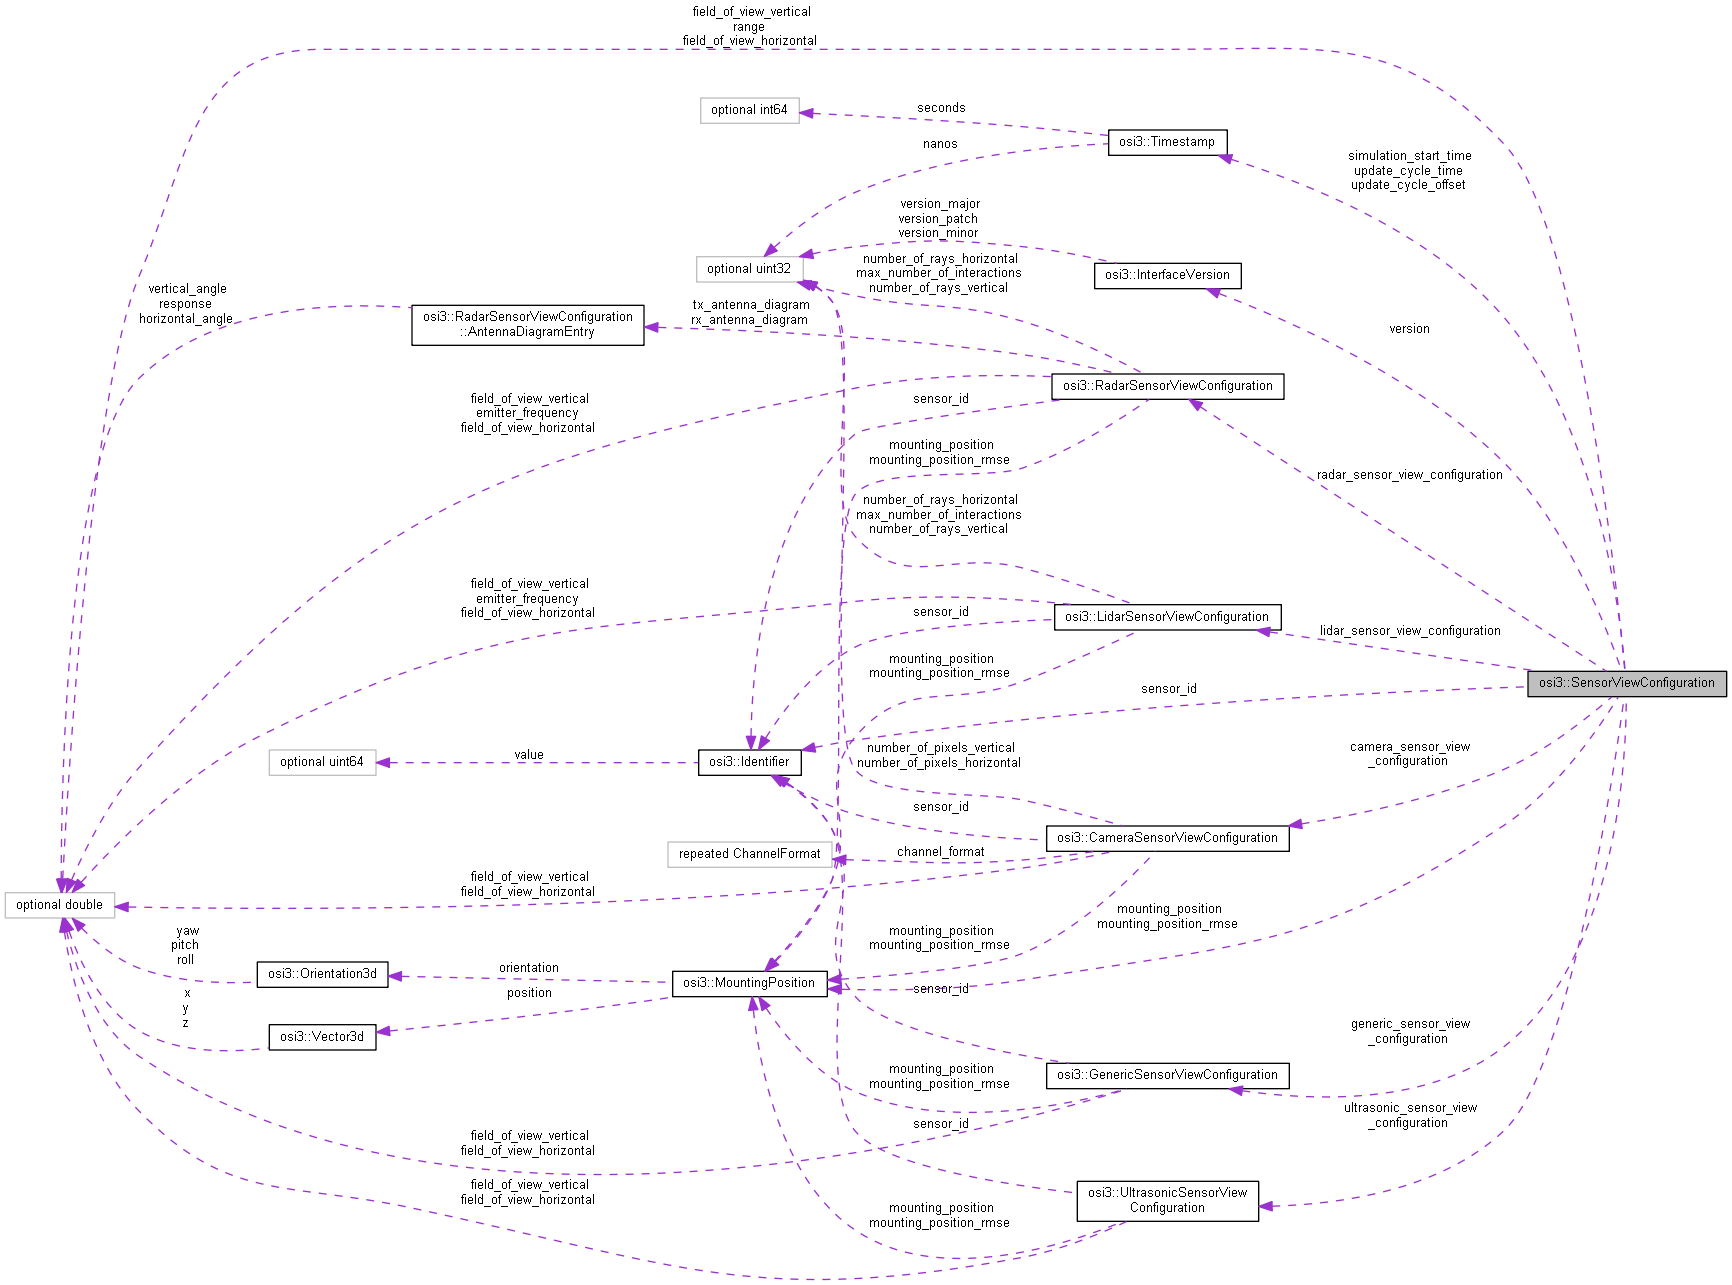 field_of_view_vertical
range
field_of_view_horizontal
optional int64
seconds
osi3::Timestamp
nanos
simulation_start_time
update_cycle_time
update_cycle_offset
version_major
version_patch
version_minor
optional uint32
osi3::InterfaceVersion
number_of_rays_horizontal
max_number_of_interactions
number_of_rays_vertical
vertical_angle
response
horizontal_angle
osi3::RadarSensorViewConfiguration
::AntennaDiagramEntry
tx_antenna_diagram
rx_antenna_diagram
version
osi3::RadarSensorViewConfiguration
field_of_view_vertical
emitter_frequency
field_of_view_horizontal
sensor_id
mounting_position
mounting_position_rmse
radar_sensor_view_configuration
number_of_rays_horizontal
max_number_of_interactions
number_of_rays_vertical
field_of_view_vertical
emitter_frequency
field_of_view_horizontal
sensor_id
osi3::LidarSensorViewConfiguration
lidar_sensor_view_configuration
mounting_position
mounting_position_rmse
sensor_id
osi3::SensorViewConfiguration
optional uint64
value
osi3::Identifier
number_of_pixels_vertical
number_of_pixels_horizontal
camera_sensor_view
_configuration
sensor_id
osi3::CameraSensorViewConfiguration
repeated ChannelFormat
channel_format
field_of_view_vertical
field_of_view_horizontal
optional double
mounting_position
mounting_position_rmse
yaw
pitch
roll
mounting_position
mounting_position_rmse
osi3::Orientation3d
orientation
osi3::MountingPosition
sensor_id
position
x
y
z
osi3::Vector3d
generic_sensor_view
_configuration
mounting_position
mounting_position_rmse
osi3::GenericSensorViewConfiguration
sensor_id
ultrasonic_sensor_view
_configuration
field_of_view_vertical
field_of_view_horizontal
field_of_view_vertical
field_of_view_horizontal
osi3::UltrasonicSensorView
Configuration
mounting_position
mounting_position_rmse